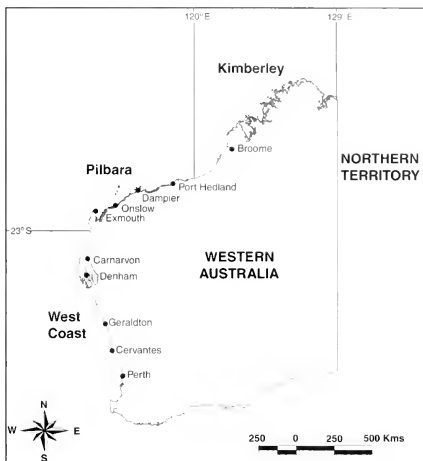 120°E
129°E
Kimberley
Broome
NORTHERN
TERRITORY
Pilbara
Port Hedland
Dampier
Onslow
Exmouth
23°S
WESTERN
AUSTRALIA
Carnarvon
Denham
West
Coast
Geraldton
Cervantes
Perth
N
W E
S
250 0 250 500 Kms